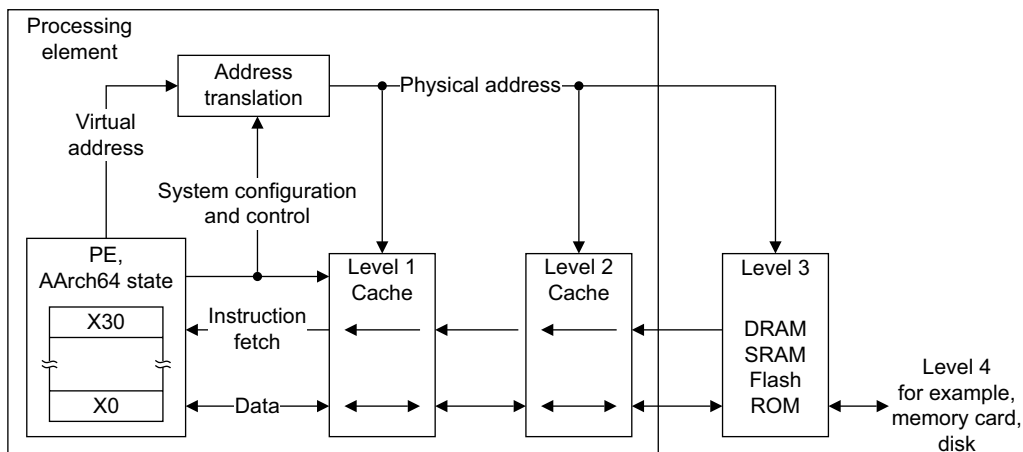 Processing
element
Address
translation
Physical address
Virtual
address
System configuration
and control
PE,
AArch64 state
X30
X0
Instruction
fetch
Data
Level 1
Cache
Level 2
Cache
Level 3
DRAM
SRAM
Flash
ROM
Level 4
for example,
memory card,
disk